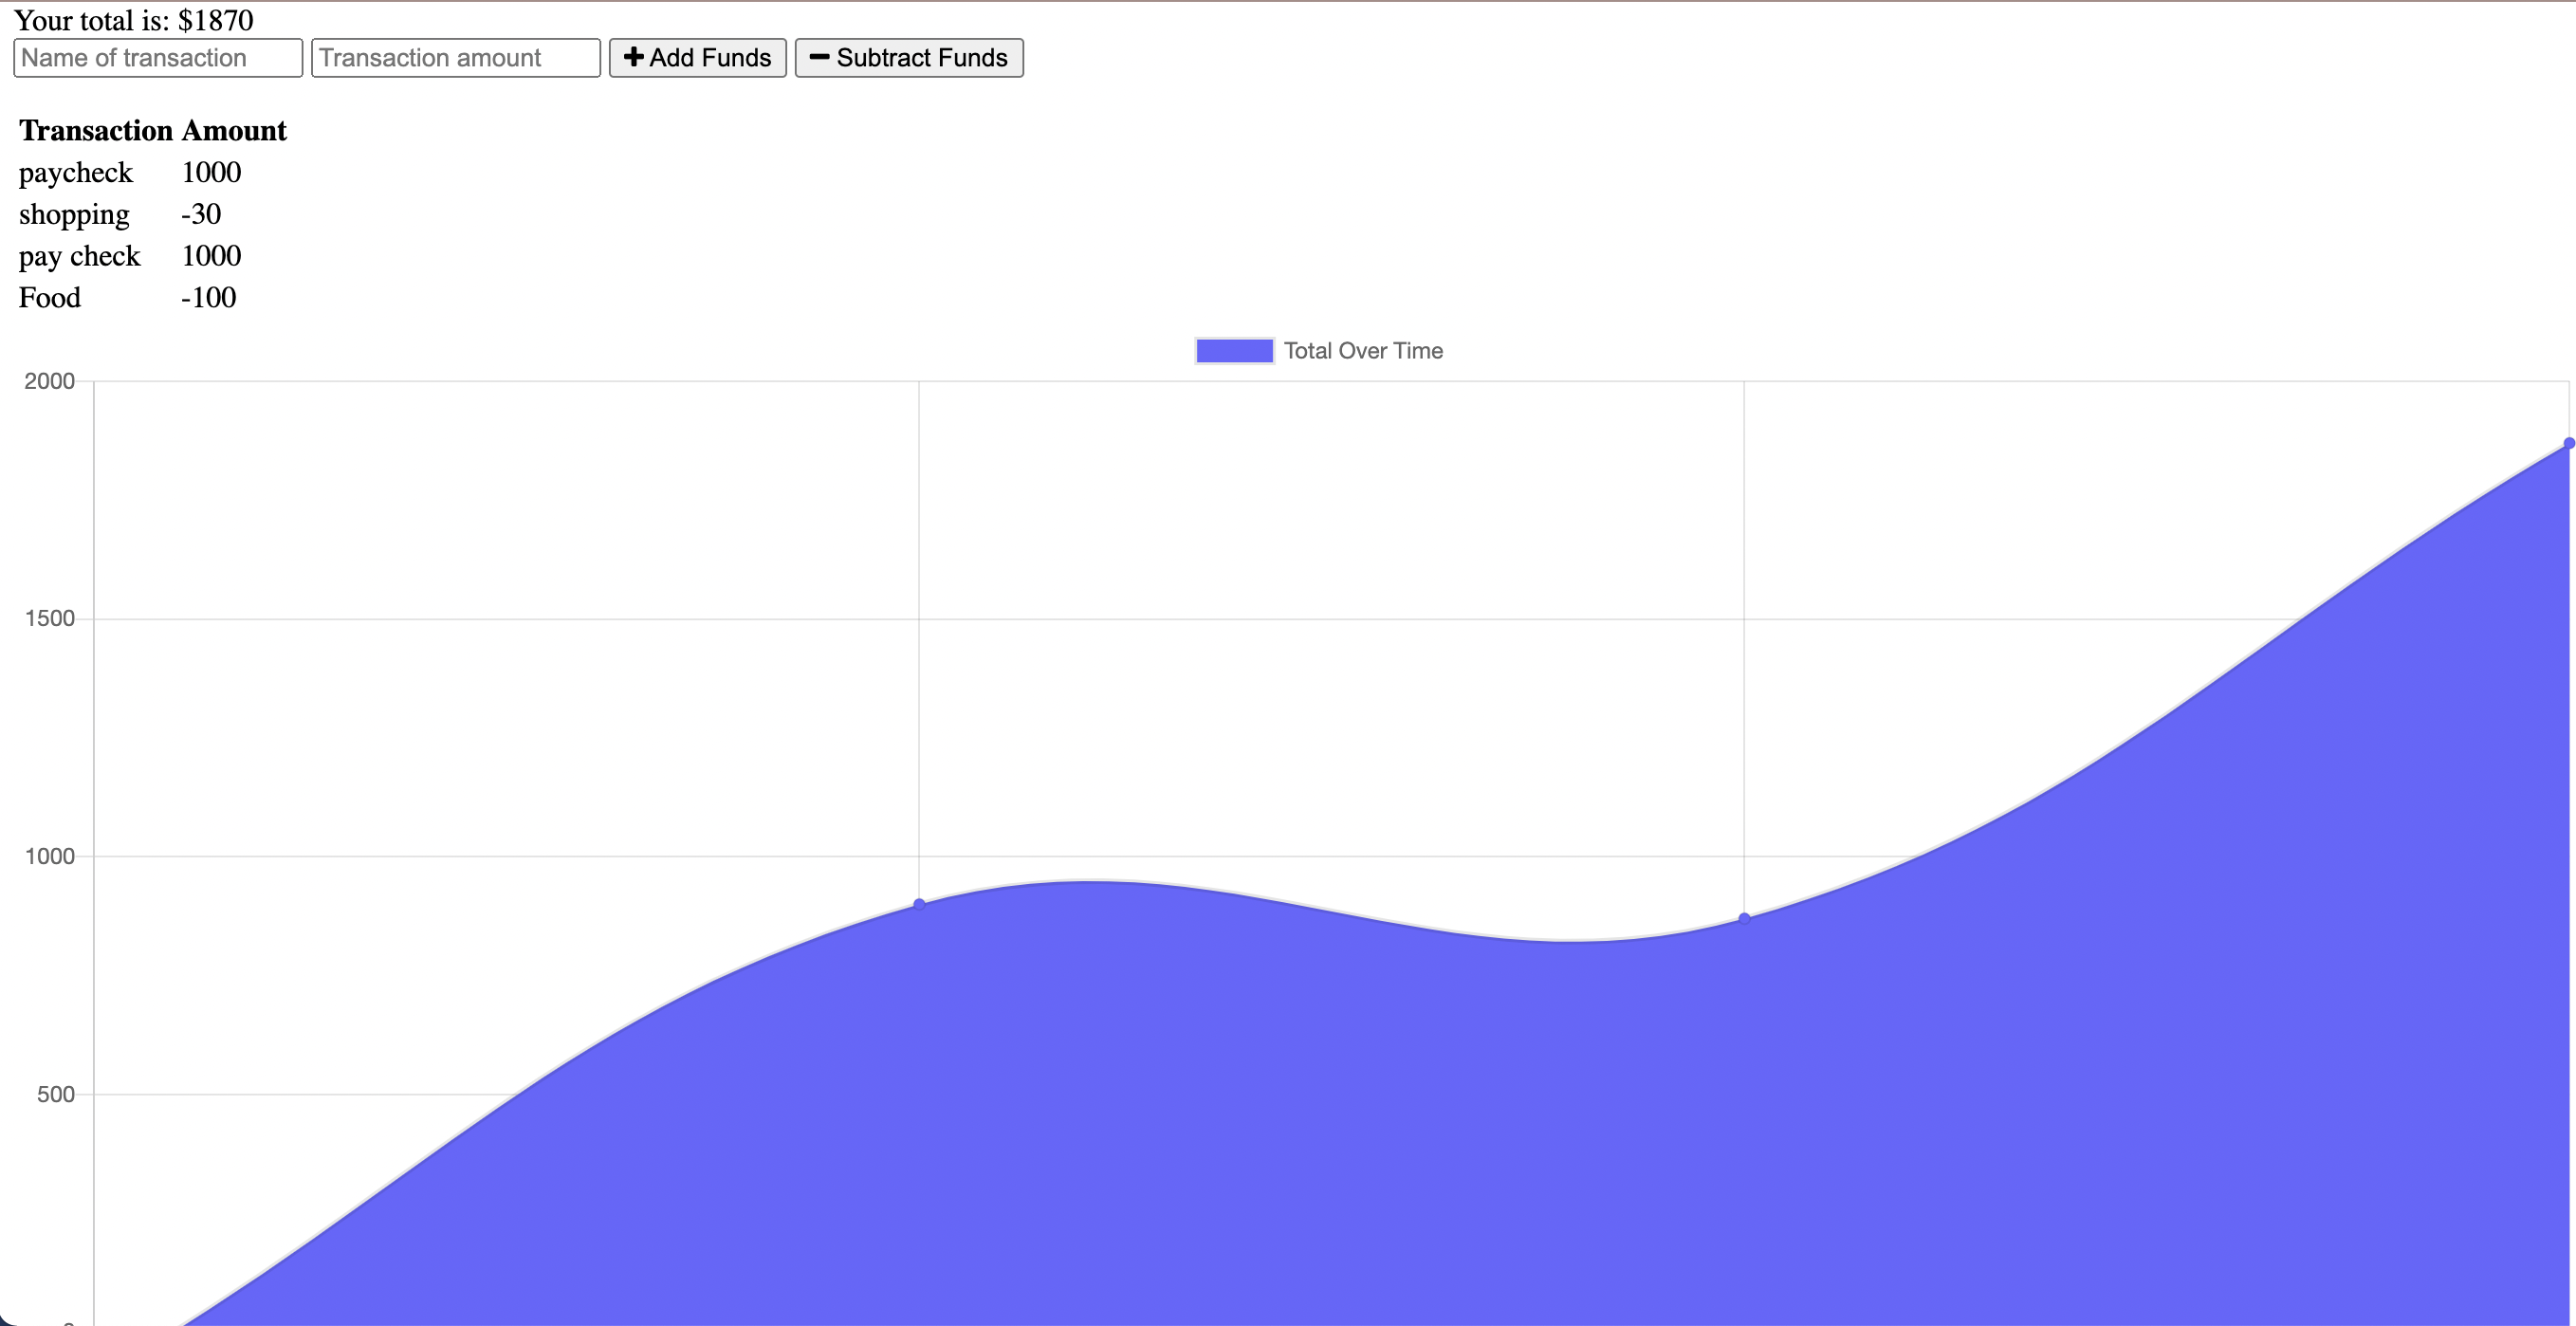 Your total is: $1870
Name of transaction Transaction amount Add Funds Subtract Funds
Transaction Amount
paycheck 1000
shopping -30
pay check 1000
Food -100
Total Over Time
2000
1500
1000
500